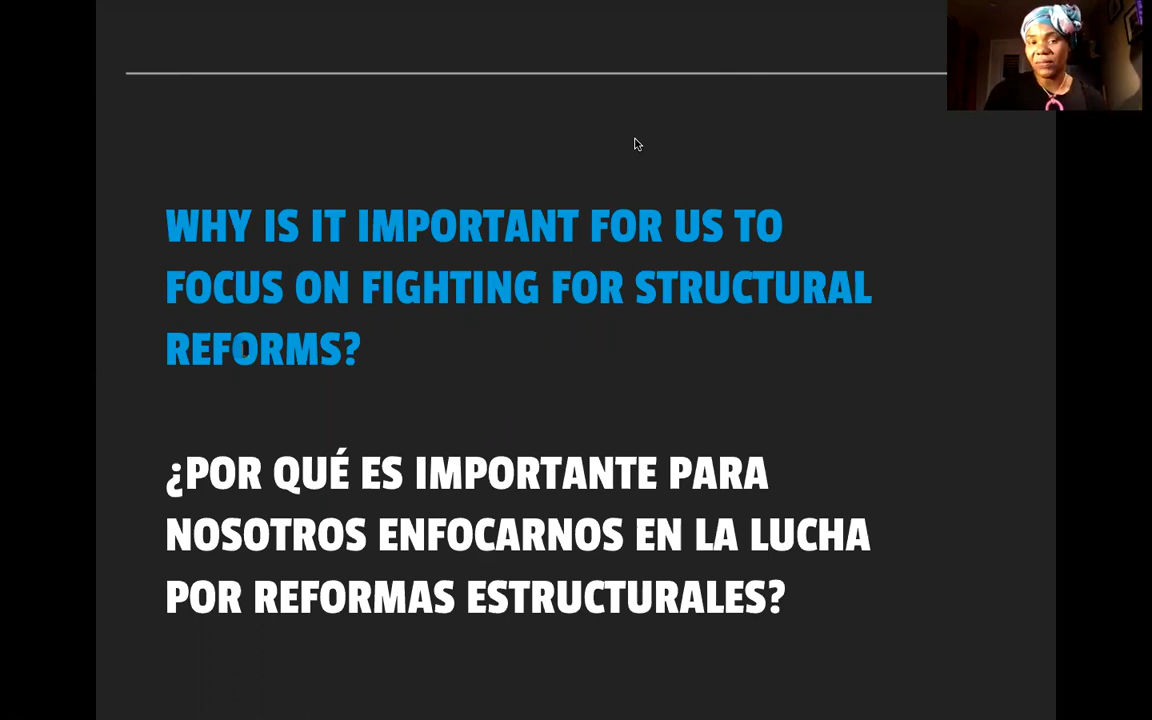 WHY IS IT IMPORTANT FOR US TO
FOCUS ON FIGHTING FOR STRUCTURAL
REFORMS?
¿POR QUÉ ES IMPORTANTE PARA
NOSOTROS ENFOCARNOS EN LA LUCHA
POR REFORMAS ESTRUCTURALES?